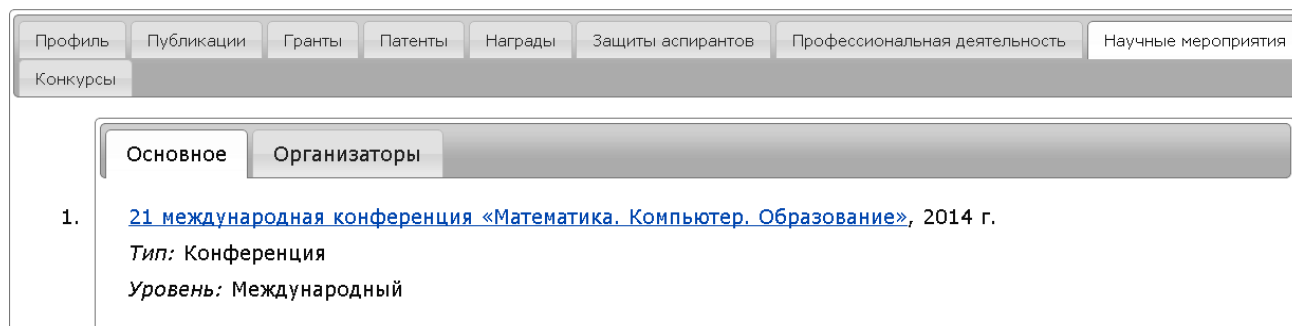 Профиль Публикации Гранты Патенты Награды Защиты аспирантов Профессиональная деятельность Научные мероприятия
Конкурсы
Основное Организаторы
1. 21 международная конференция «Математика. Компьютер. Образование», 2014 г.
Тип: Конференция
Уровень: Международный